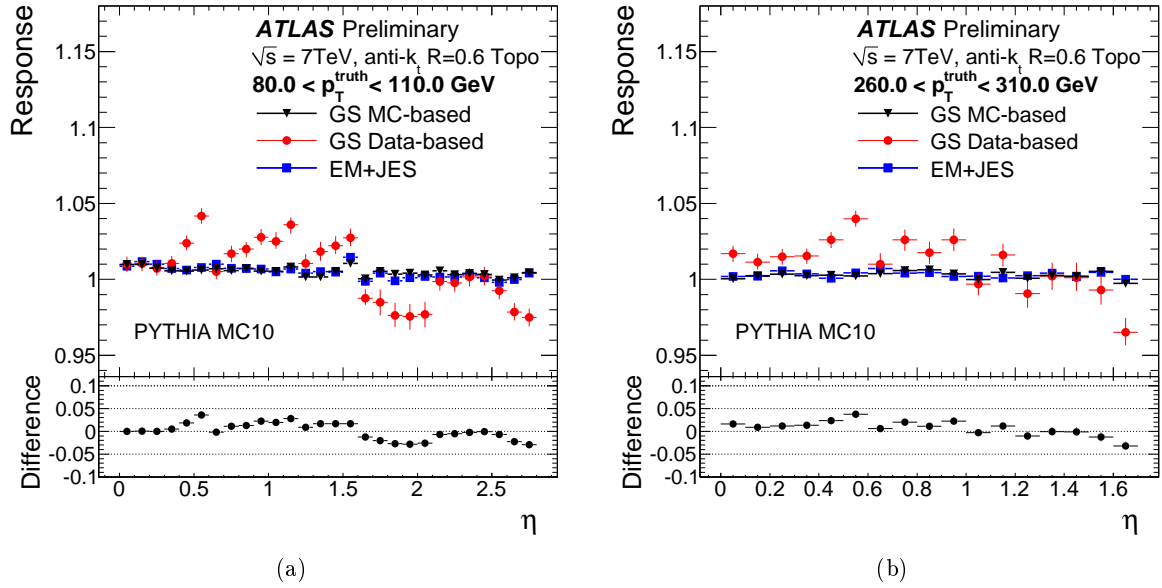 Response
1.15
1.1
1.05
1
0.95
ATLAS Preliminary
√s = 7TeV, anti-k_t R=0.6 Topo
80.0 < p_T^truth < 110.0 GeV
GS MC-based
GS Data-based
EM+JES
PYTHIA MC10
Difference
0.1
0.05
0
-0.05
-0.1
0 0.5 1 1.5 2 2.5
η
(a)
Response
1.15
1.1
1.05
1
0.95
ATLAS Preliminary
√s = 7TeV, anti-k_t R=0.6 Topo
260.0 < p_T^truth < 310.0 GeV
GS MC-based
GS Data-based
EM+JES
PYTHIA MC10
Difference
0.1
0.05
0
-0.05
-0.1
0 0.2 0.4 0.6 0.8 1 1.2 1.4 1.6
η
(b)